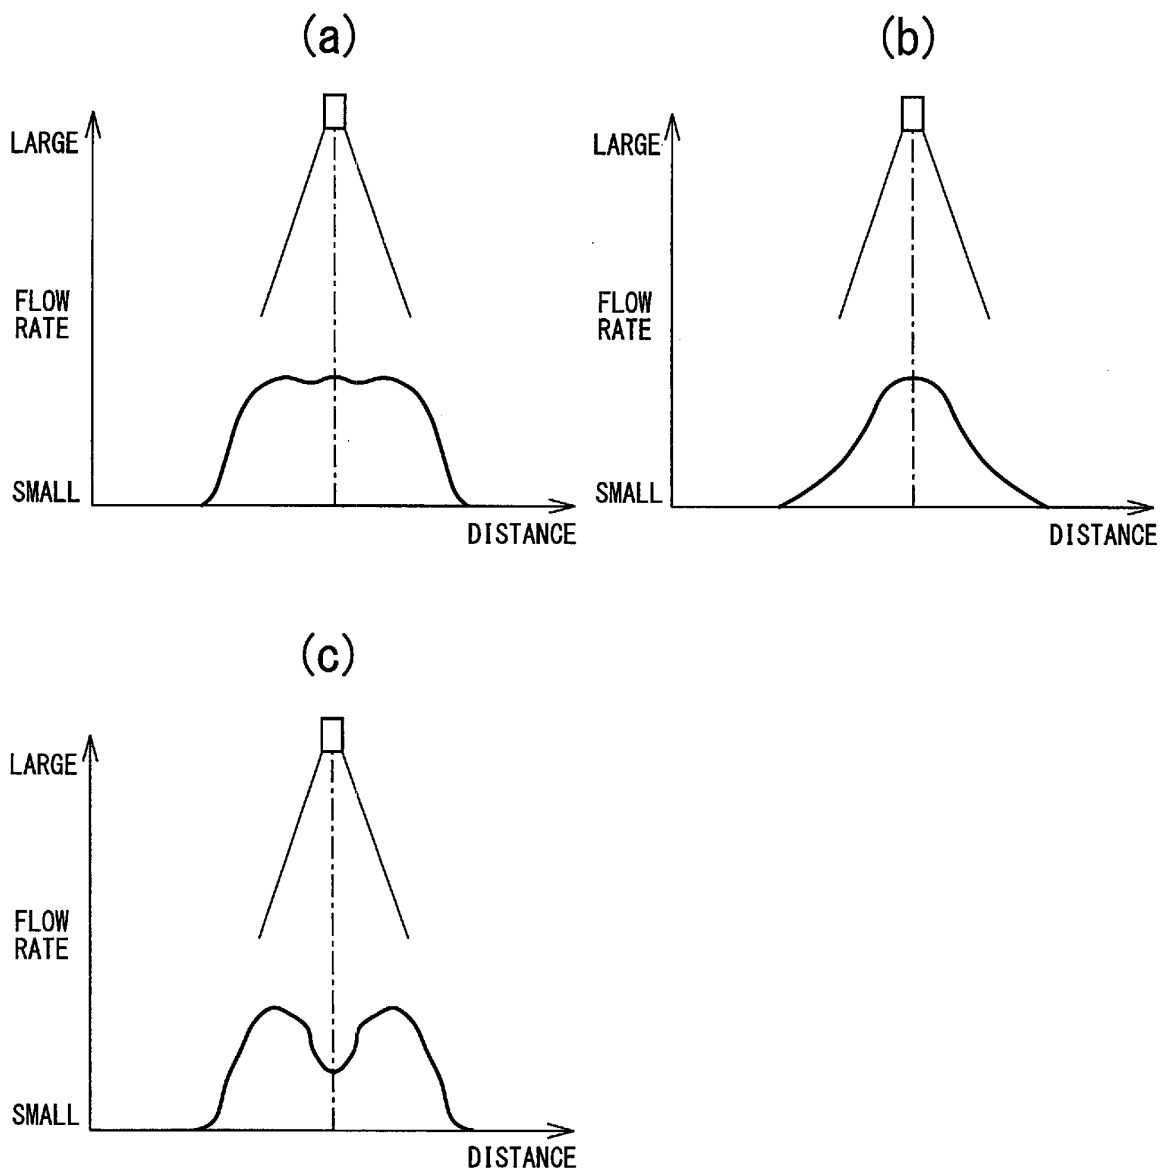 (a)
LARGE
FLOW
RATE
SMALL
DISTANCE
(b)
LARGE
FLOW
RATE
SMALL
DISTANCE
(c)
LARGE
FLOW
RATE
SMALL
DISTANCE